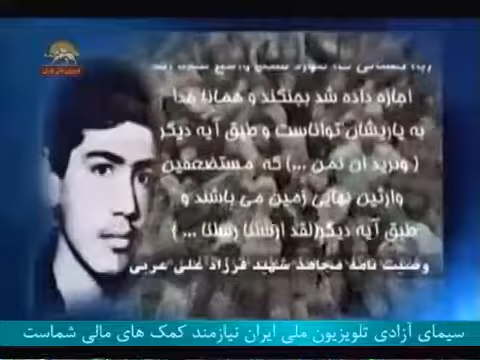 اجازه داده شد بجنگند و همانا خدا
به یاریشان تواناست و طبق آیه دیگر
( ونرید ان نمن ...) که مستضعفین
وارثین نهایی زمین می باشند و
طبق آیه دیگر(لقد ارسلنا رسلنا ... )
وصیت نامه مجاهد شهید فرزاد علی عربی
سیمای آزادی تلویزیون ملی ایران نیازمند کمک های مالی شماست